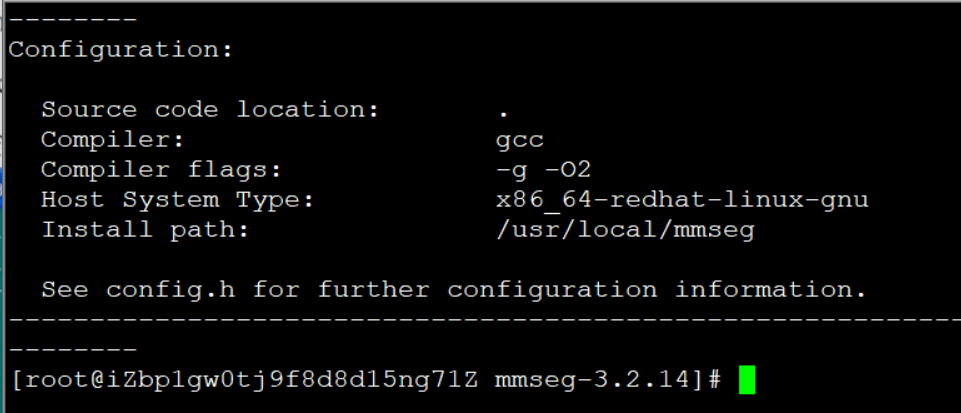 --------
Configuration:
Source code location: .
Compiler: gcc
Compiler flags: -g -O2
Host System Type: x86_64-redhat-linux-gnu
Install path: /usr/local/mmseg
See config.h for further configuration information.
----------------------------------------------------------
--------
[root@iZbp1gw0tj9f8d8d15ng71Z mmseg-3.2.14]#